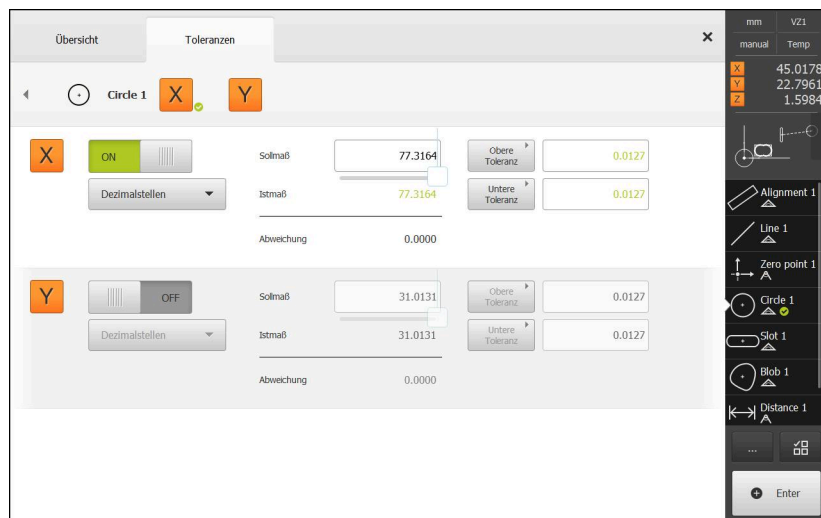 Übersicht
Toleranzen
×
Circle 1
X
Y
X
ON
Sollmaß
77.3164
Obere Toleranz
0.0127
Dezimalstellen
Istmaß
77.3164
Untere Toleranz
0.0127
Abweichung
0.0000
Y
OFF
Sollmaß
31.0131
Obere Toleranz
0.0127
Dezimalstellen
Istmaß
31.0131
Untere Toleranz
0.0127
Abweichung
0.0000
mm
VZ1
manual
Temp
X 45.0178
Y 22.7961
Z 1.5984
Alignment 1
Line 1
Zero point 1
Circle 1
Slot 1
Blob 1
Distance 1
...
Enter